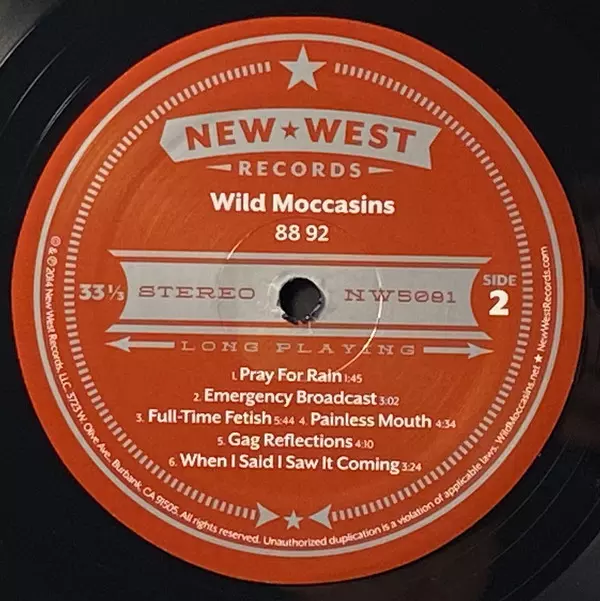 NEW★WEST
RECORDS
Wild Moccasins
88 92
33 ⅓ STEREO NW5081 SIDE 2
LONG PLAYING
1. Pray For Rain 1:45
2. Emergency Broadcast 3:02
3. Full-Time Fetish 5:44 4. Painless Mouth 4:34
5. Gag Reflections 4:10
6. When I Said I Saw It Coming 3:24
© & ℗ 2014 New West Records, LLC. 3723 W. Olive Ave., Burbank, CA 91505. All rights reserved. Unauthorized duplication is a violation of applicable laws. WildMoccasins.net ★ NewWestRecords.com